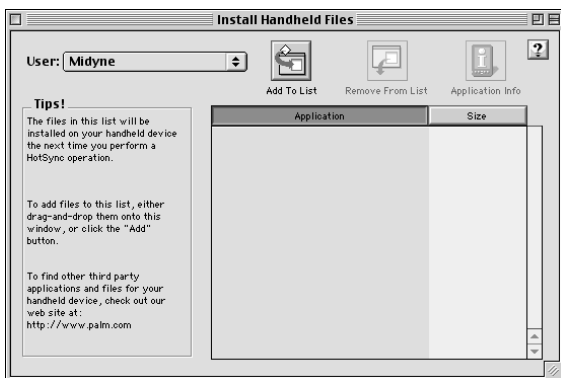 Install Handheld Files
User: Midyne
?
Add To List
Remove From List
Application Info
Tips!
The files in this list will be
installed on your handheld device
the next time you perform a
HotSync operation.
To add files to this list, either
drag-and-drop them onto this
window, or click the "Add"
button.
To find other third party
applications and files for your
handheld device, check out our
web site at:
http://www.palm.com
Application
Size